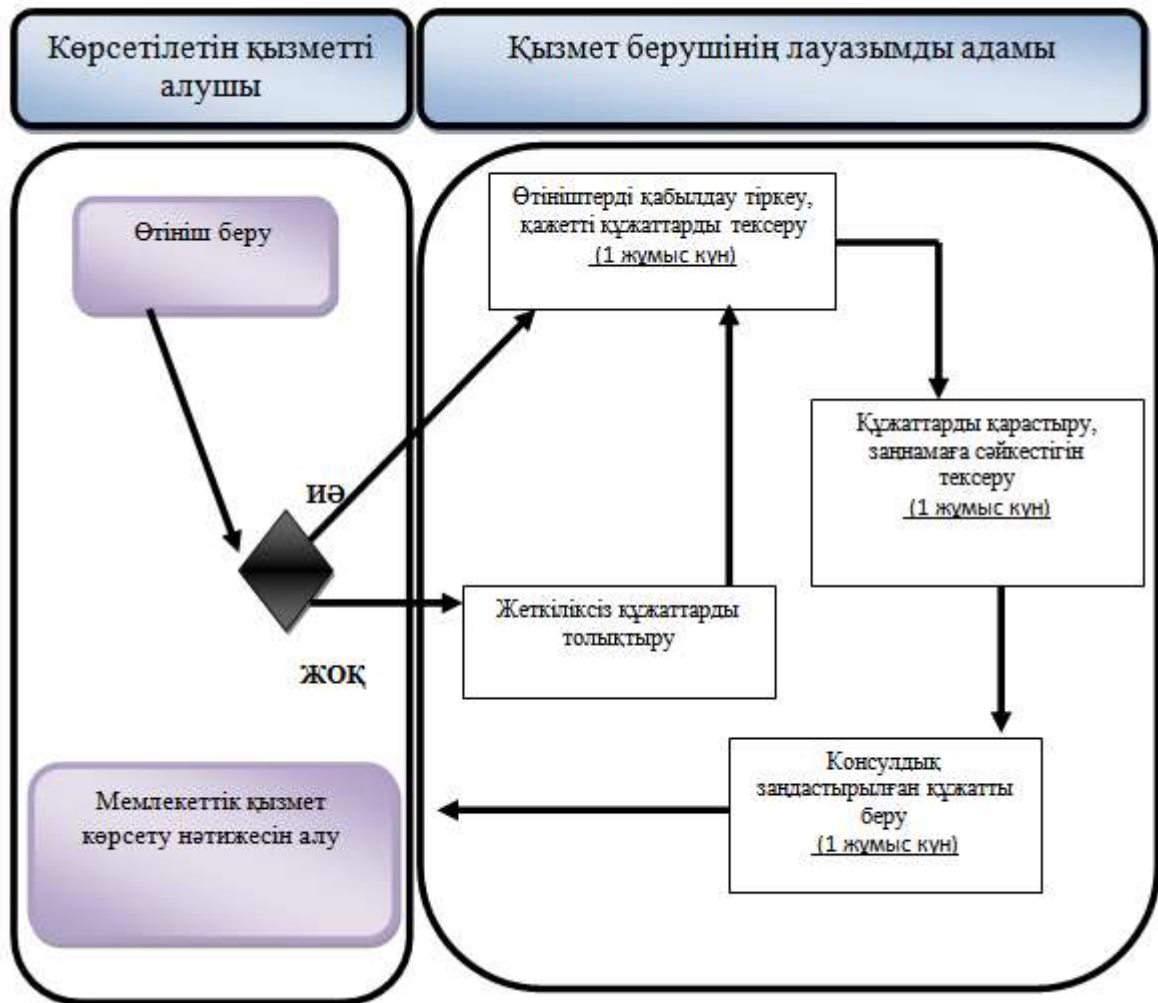 Көрсетілетін қызметті
алушы
Қызмет берушінің лауазымды адамы
Өтініш беру
Өтініштерді қабылдау тіркеу,
қажетті құжаттарды тексеру
(1 жұмыс күн)
Құжаттарды қарастыру,
заңнамаға сәйкестігін
тексеру
(1 жұмыс күн)
ИӘ
Жеткіліксіз құжаттарды
толықтыру
ЖОҚ
Консулдық
заңдастырылған құжатты
беру
(1 жұмыс күн)
Мемлекеттік қызмет
көрсету нәтижесін алу